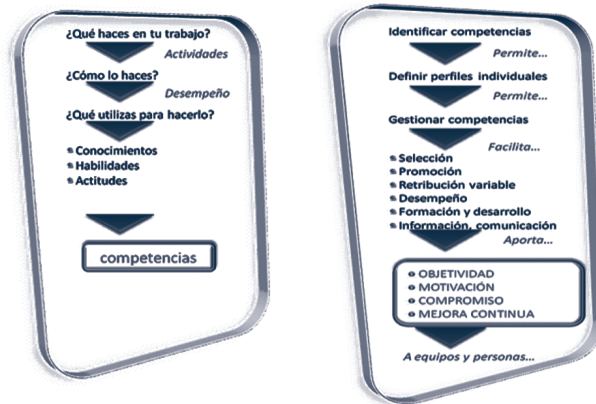 ¿Qué haces en tu trabajo?
Actividades
¿Cómo lo haces?
Desempeño
¿Qué utilizas para hacerlo?
Conocimientos
Habilidades
Actitudes
competencias
Identificar competencias
Permite...
Definir perfiles individuales
Permite...
Gestionar competencias
Facilita...
Selección
Promoción
Retribución variable
Desempeño
Formación y desarrollo
Información, comunicación
Aporta...
OBJETIVIDAD
MOTIVACIÓN
COMPROMISO
MEJORA CONTINUA
A equipos y personas...